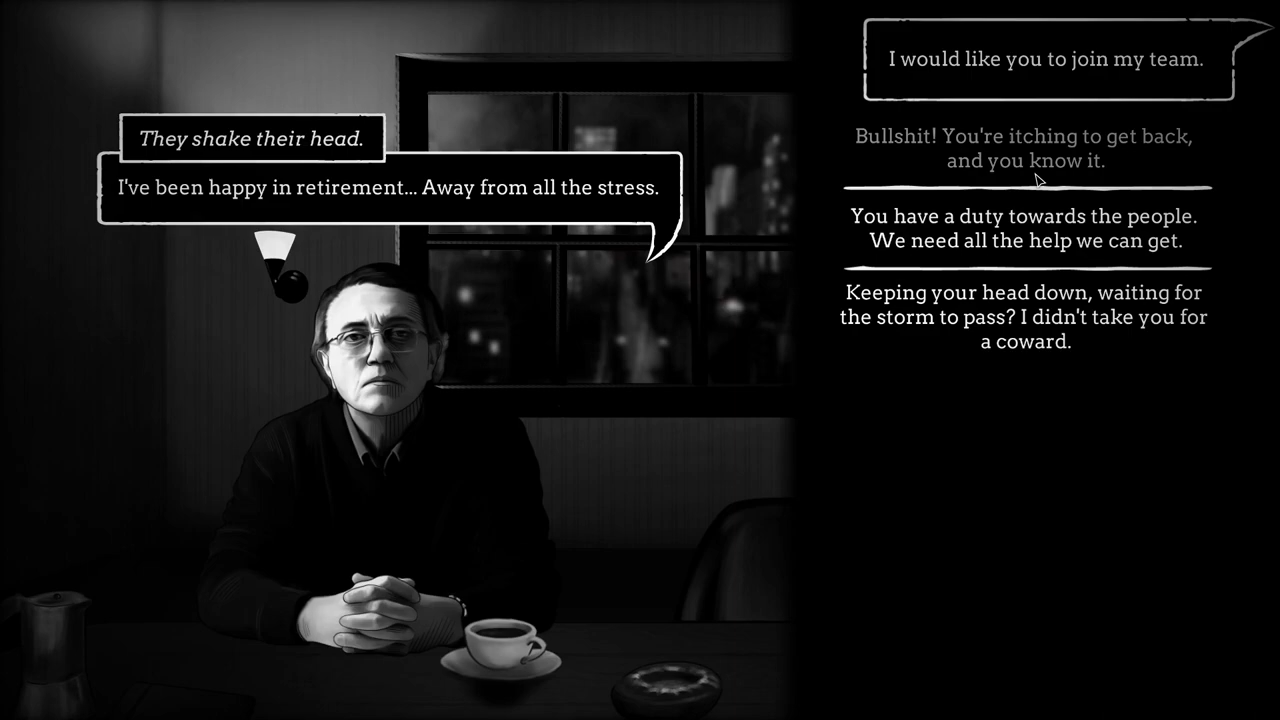 They shake their head.
I've been happy in retirement... Away from all the stress.
I would like you to join my team.
Bullshit! You're itching to get back,
and you know it.
You have a duty towards the people.
We need all the help we can get.
Keeping your head down, waiting for
the storm to pass? I didn't take you for
a coward.